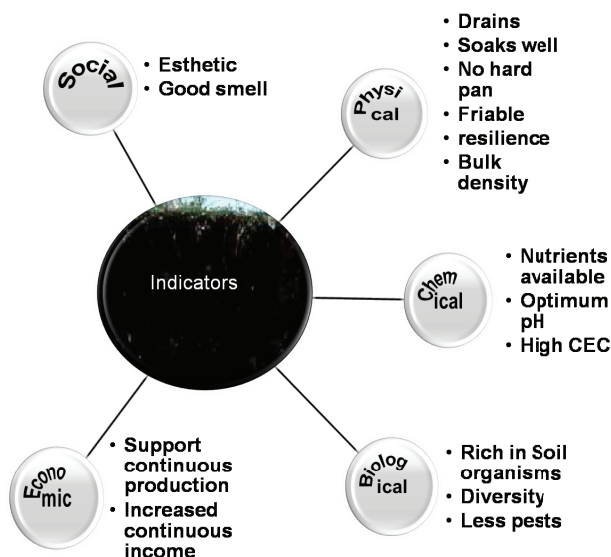 Social
• Esthetic
• Good smell
Physi
cal
• Drains
• Soaks well
• No hard
pan
• Friable
• resilience
• Bulk
density
Indicators
Chem
ical
• Nutrients
available
• Optimum
pH
• High CEC
Econo
mic
• Support
continuous
production
• Increased
continuous
income
Biolog
ical
• Rich in Soil
organisms
• Diversity
• Less pests